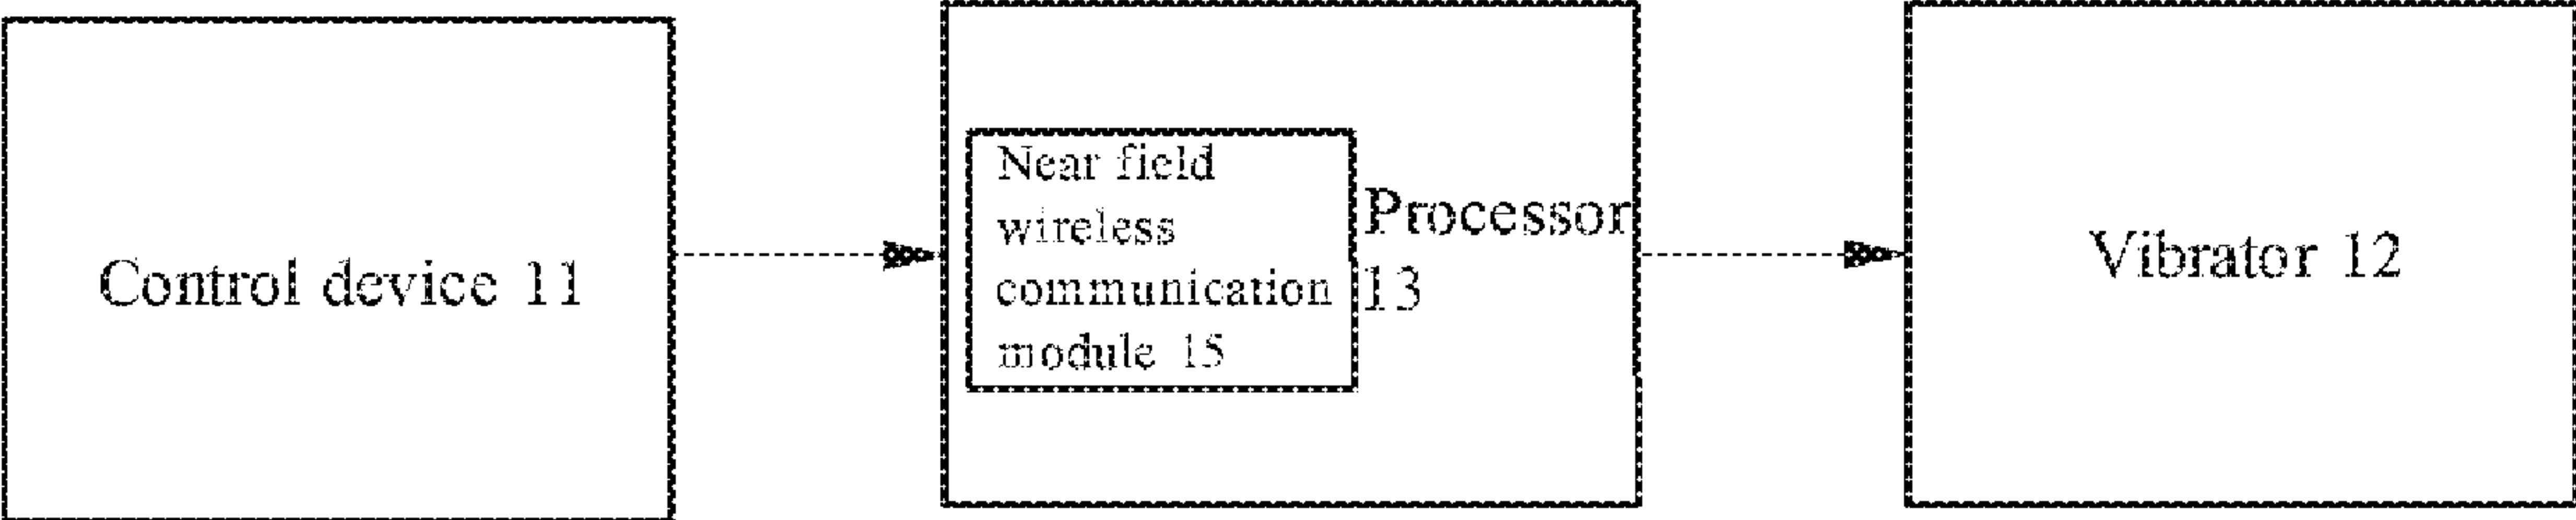 Control device 11
Near field
wireless
communication
module 15
Processor
13
Vibrator 12